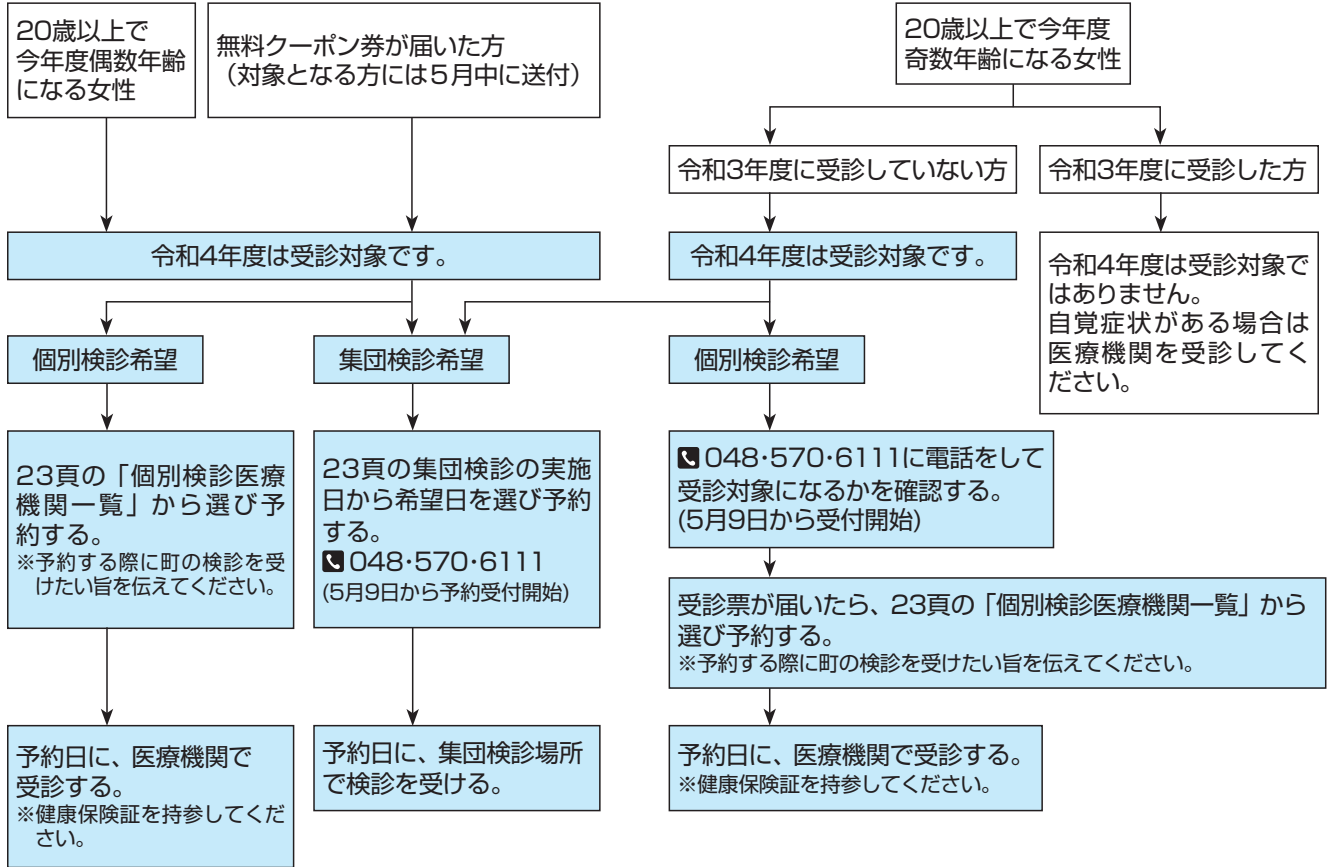 20歳以上で
今年度偶数年齢
になる女性
無料クーポン券が届いた方
（対象となる方には５月中に送付）
20歳以上で今年度
奇数年齢になる女性
令和3年度に受診していない方
令和3年度に受診した方
令和4年度は受診対象です。
令和4年度は受診対象です。
令和4年度は受診対象で
はありません。
自覚症状がある場合は
医療機関を受診してく
ださい。
個別検診希望
集団検診希望
個別検診希望
23頁の「個別検診医療
機関一覧」から選び予
約する。
※予約する際に町の検診を受
けたい旨を伝えてください。
23頁の集団検診の実施
日から希望日を選び予約
する。
048･570･6111
(5月9日から予約受付開始)
048･570･6111に電話をして
受診対象になるかを確認する。
(5月9日から受付開始)
受診票が届いたら、23頁の「個別検診医療機関一覧」から
選び予約する。
※予約する際に町の検診を受けたい旨を伝えてください。
予約日に、医療機関で
受診する。
※健康保険証を持参してくだ
さい。
予約日に、集団検診場所
で検診を受ける。
予約日に、医療機関で受診する。
※健康保険証を持参してください。